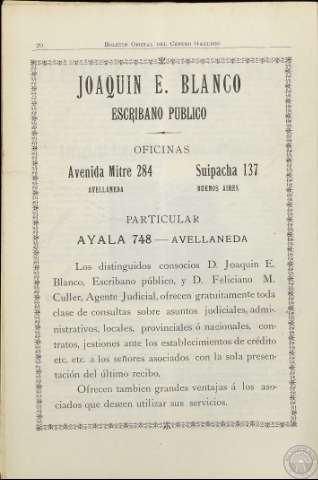 20
BOLETIN OFICIAL DEL CENTRO GALLEGO
JOAQUIN E. BLANCO
ESCRIBANO PUBLICO
OFICINAS
Avenida Mitre 284 Suipacha 137
AVELLANEDA BUENOS AIRES
PARTICULAR
AYALA 748 — AVELLANEDA
Los distinguidos consocios D. Joaquin E.
Blanco, Escribano público, y D. Feliciano M.
Culler, Agente Judicial, ofrecen gratuitamente toda
clase de consultas sobre asuntos judiciales, admi-
nistrativos, locales, provinciales ó nacionales, con-
tratos, jestiones ante los establecimientos de crédito
etc. etc. a los señores asociados con la sola presen-
tación del último recibo.
Ofrecen tambien grandes ventajas á los aso-
ciados que deseen utilizar sus servicios.